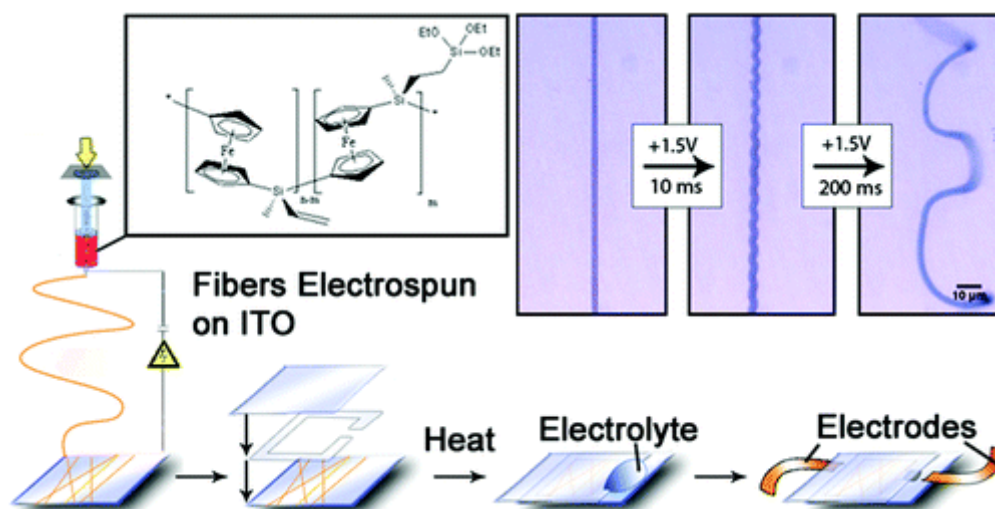 EtO
OEt
Si
OEt
Si
Fe
Fe
Si
n-m
m
+1.5V
10 ms
+1.5V
200 ms
10 µm
Fibers Electrospun
on ITO
Heat
Electrolyte
Electrodes